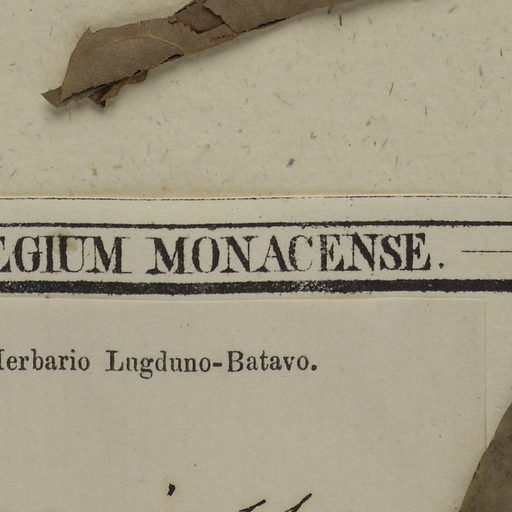 EGIUM MONACENSE.
Herbario Lugduno-Batavo.